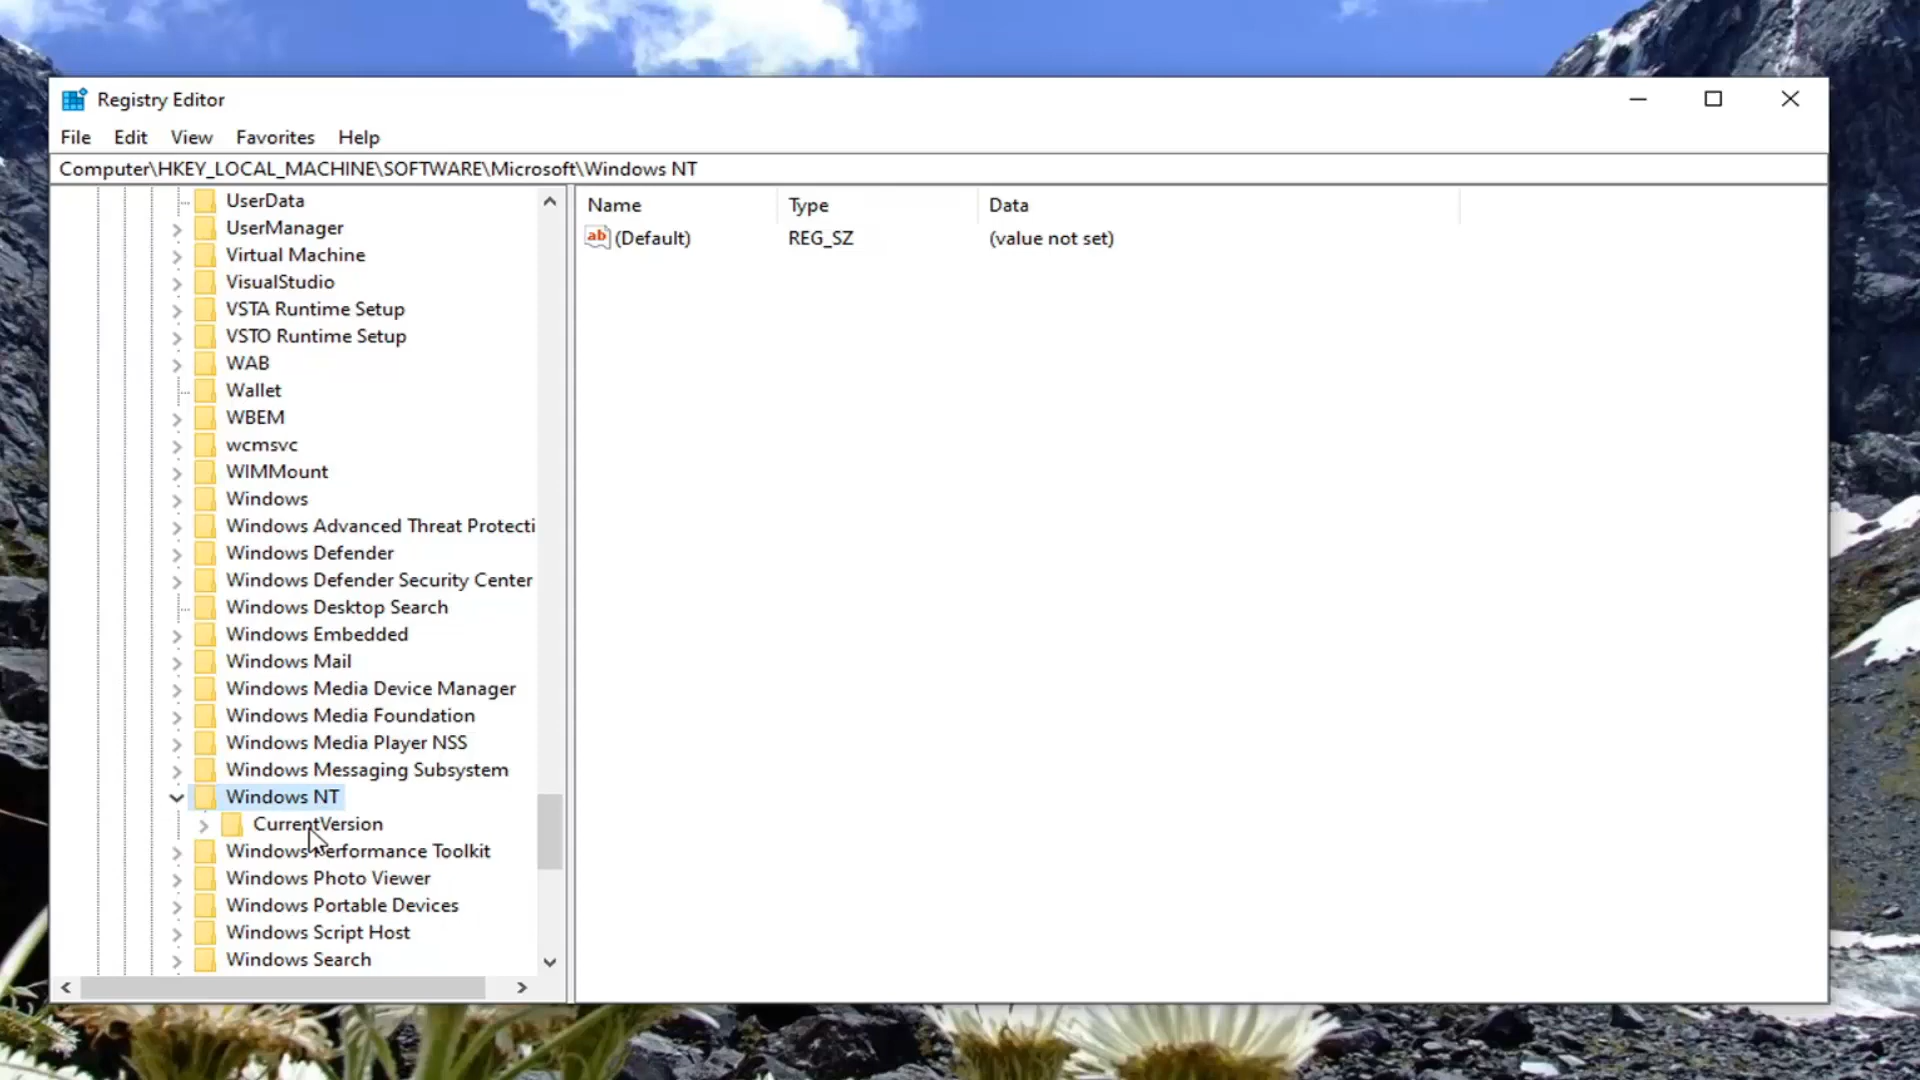 Registry Editor
File Edit View Favorites Help
Computer\HKEY_LOCAL_MACHINE\SOFTWARE\Microsoft\Windows NT
UserData
UserManager
Virtual Machine
VisualStudio
VSTA Runtime Setup
VSTO Runtime Setup
WAB
Wallet
WBEM
wcmsvc
WIMMount
Windows
Windows Advanced Threat Protecti
Windows Defender
Windows Defender Security Center
Windows Desktop Search
Windows Embedded
Windows Mail
Windows Media Device Manager
Windows Media Foundation
Windows Media Player NSS
Windows Messaging Subsystem
Windows NT
CurrentVersion
Windows Performance Toolkit
Windows Photo Viewer
Windows Portable Devices
Windows Script Host
Windows Search
Name Type Data
ab (Default) REG_SZ (value not set)